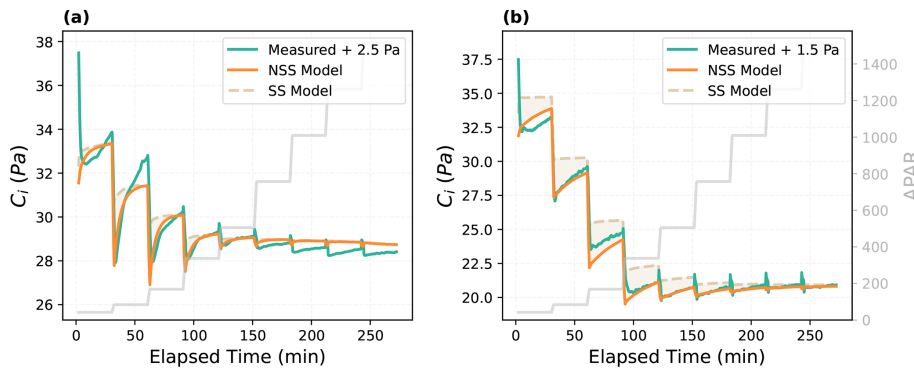 (a)
38
36
34
32
30
28
26
C_i (Pa)
Measured + 2.5 Pa
NSS Model
SS Model
0 50 100 150 200 250
Elapsed Time (min)
(b)
37.5
35.0
32.5
30.0
27.5
25.0
22.5
20.0
C_i (Pa)
Measured + 1.5 Pa
NSS Model
SS Model
0 50 100 150 200 250
Elapsed Time (min)
1400
1200
1000
800
600
400
200
0
APAR